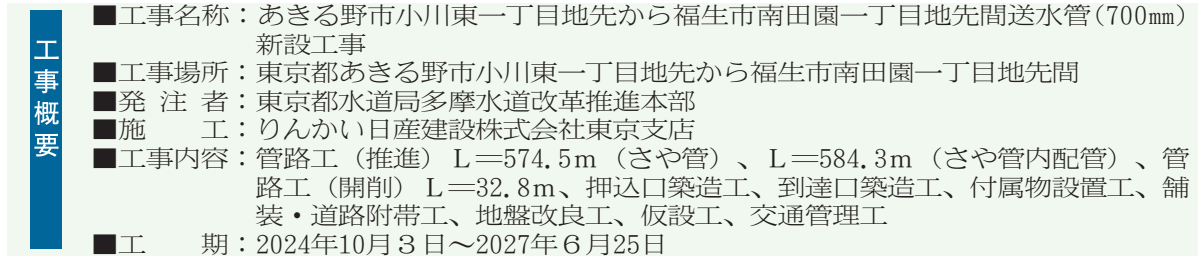 工事概要
■工事名称：あきる野市小川東一丁目地先から福生市南田園一丁目地先間送水管(700㎜)
新設工事
■工事場所：東京都あきる野市小川東一丁目地先から福生市南田園一丁目地先間
■発 注 者：東京都水道局多摩水道改革推進本部
■施　　工：りんかい日産建設株式会社東京支店
■工事内容：管路工（推進）Ｌ＝574.5ｍ（さや管）、Ｌ＝584.3ｍ（さや管内配管）、管
路工（開削）Ｌ＝32.8ｍ、押込口築造工、到達口築造工、付属物設置工、舗
装・道路附帯工、地盤改良工、仮設工、交通管理工
■工　　期：2024年10月３日～2027年６月25日